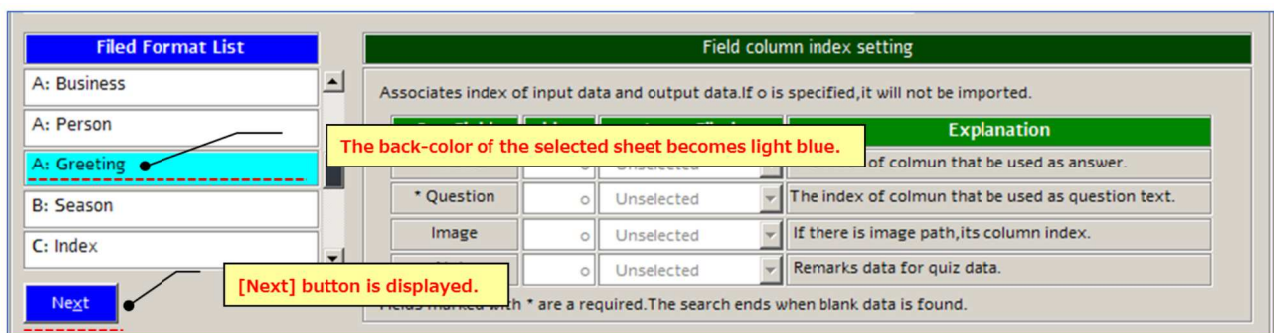 Filed Format List
A: Business
A: Person
A: Greeting
B: Season
C: Index
Next
Field column index setting
Associates index of input data and output data.If o is specified,it will not be imported.
Explanation
The back-color of the selected sheet becomes light blue.
of colmun that be used as answer.
* Question o Unselected The index of colmun that be used as question text.
Image o Unselected If there is image path,its column index.
o Unselected Remarks data for quiz data.
[Next] button is displayed.
with * are a required.The search ends when blank data is found.